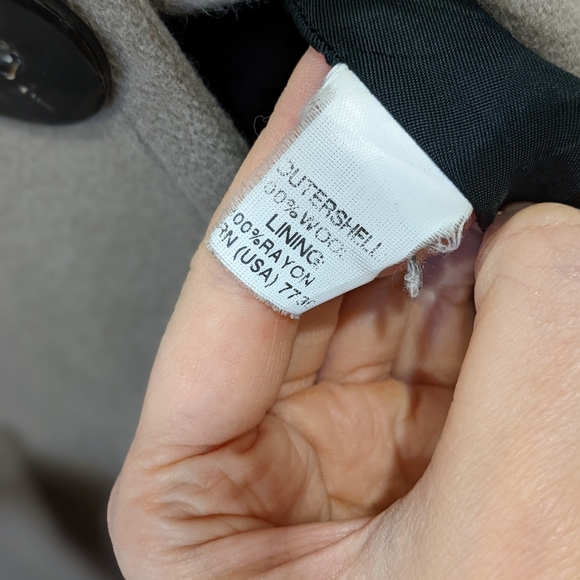 OUTERSHELL
00%WOO
LINING
00%RAYON
RN (USA) 773